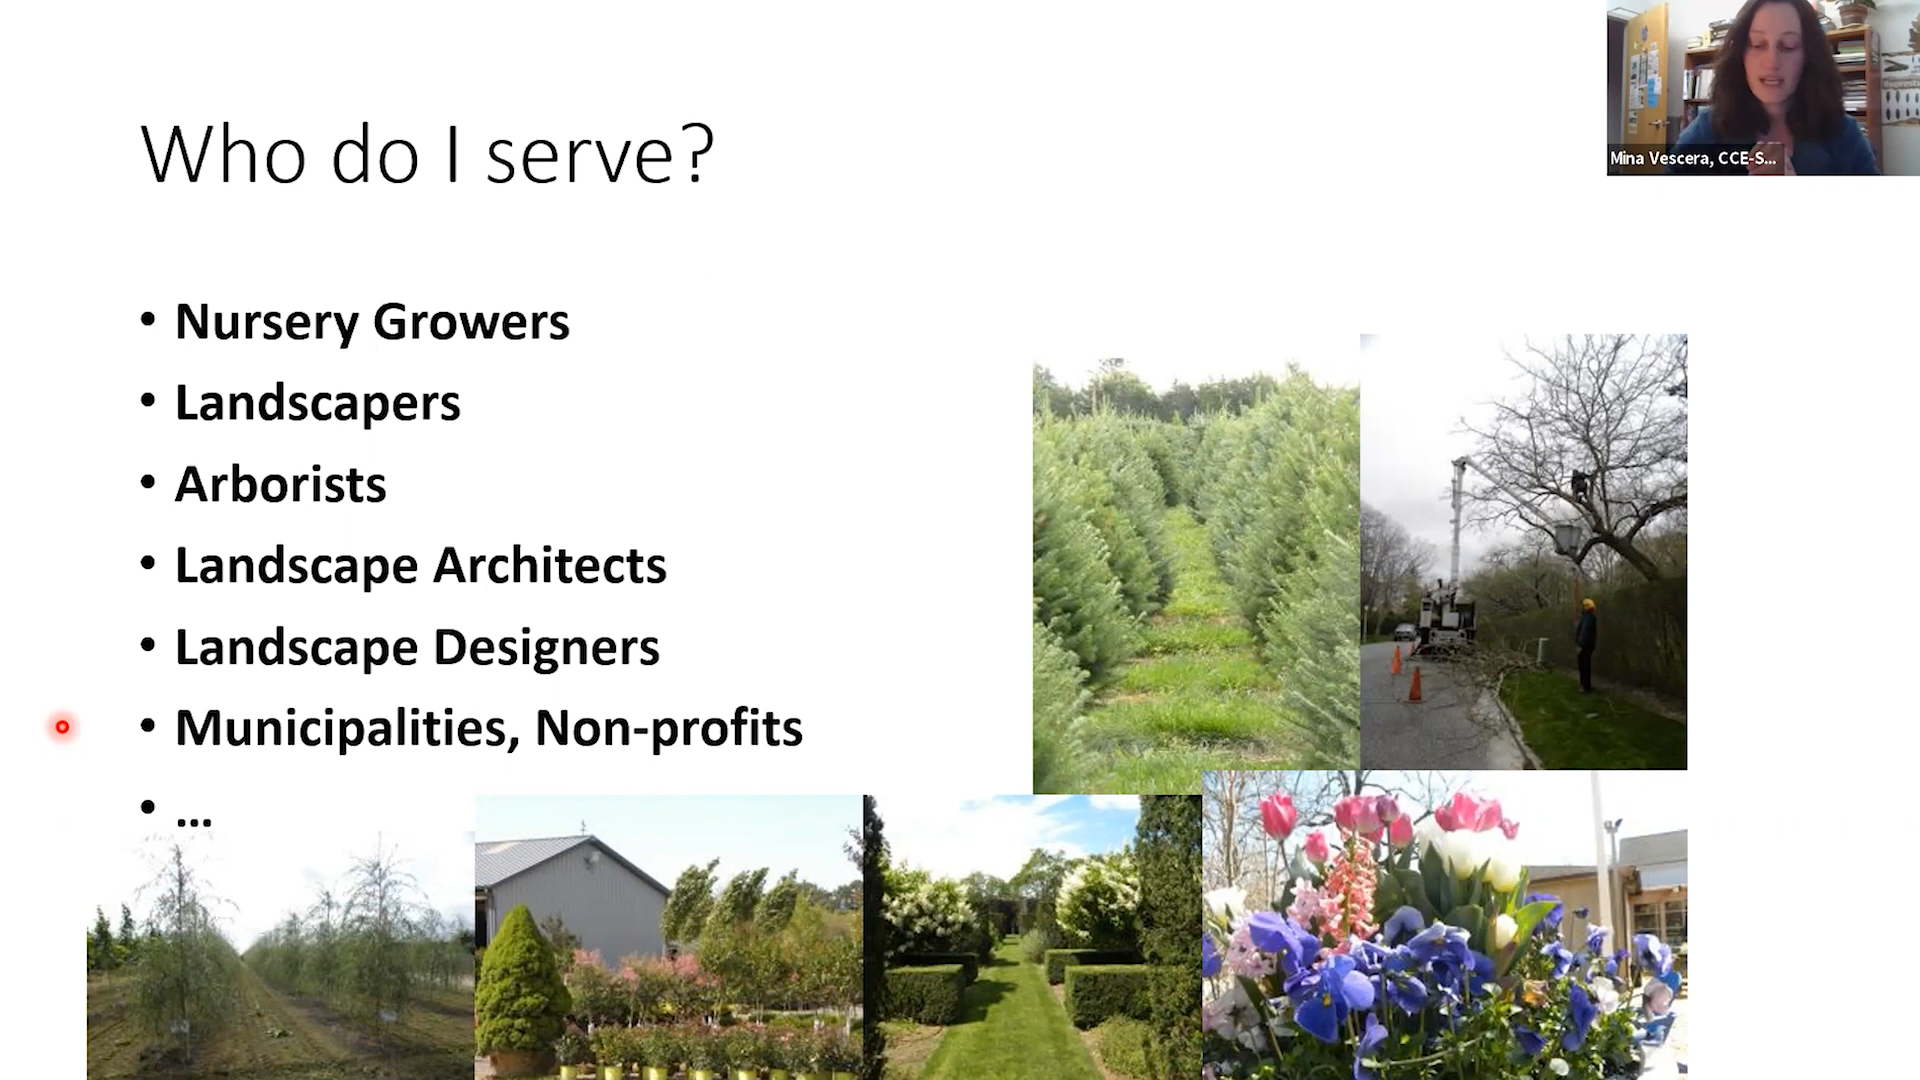 Who do I serve?
• Nursery Growers
• Landscapers
• Arborists
• Landscape Architects
• Landscape Designers
• Municipalities, Non-profits
• ...
Mina Vescera, CCE-S...